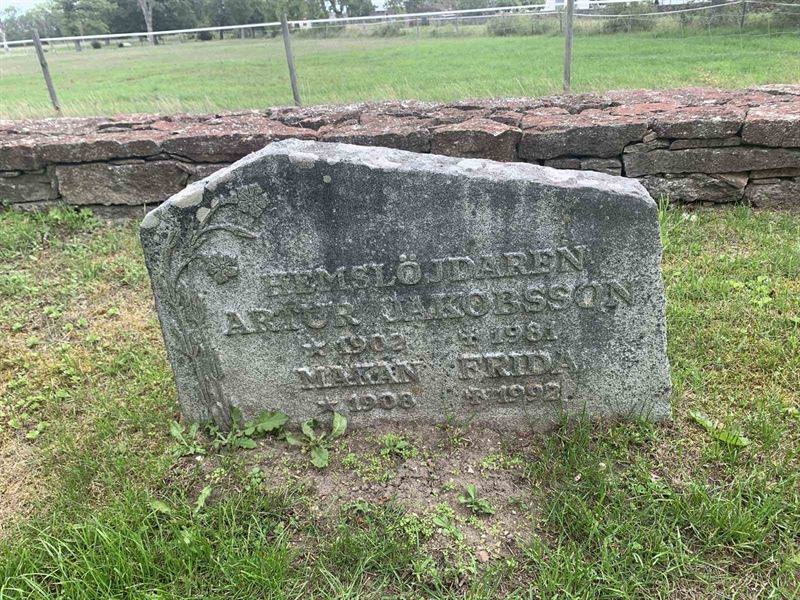 HEMSLÖJDAREN
ARTUR JAKOBSSON
* 1902 + 1981
MAKAN FRIDA
* 1908 + 1992